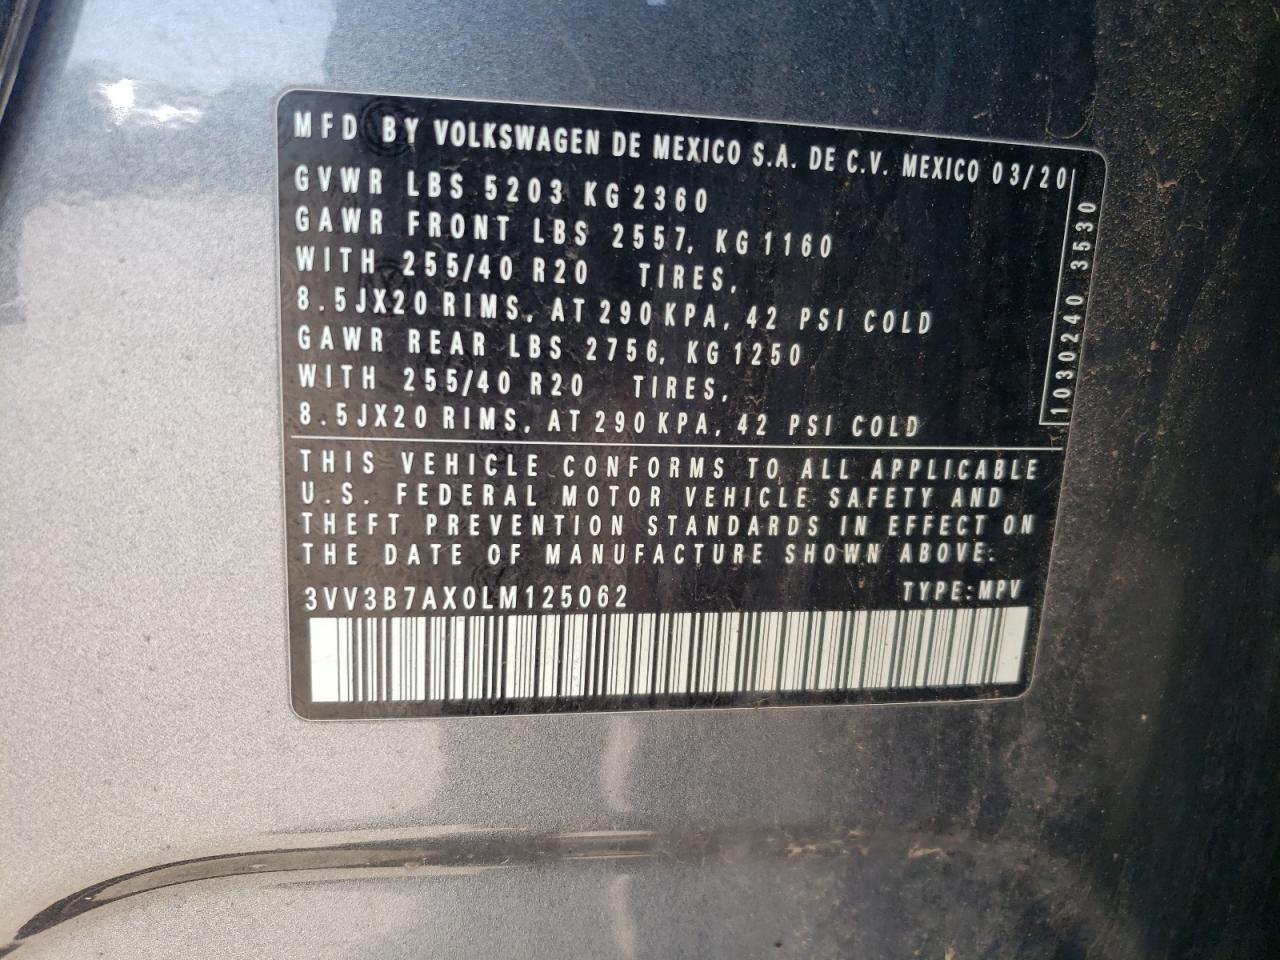 MFD BY VOLKSWAGEN DE MEXICO S.A. DE C.V. MEXICO 03/20
GVWR LBS 5203 KG 2360
GAWR FRONT LBS 2557, KG 1160
WITH 255/40 R20 TIRES,
8.5JX20 RIMS, AT 290 KPA, 42 PSI COLD
GAWR REAR LBS 2756, KG 1250
WITH 255/40 R20 TIRES,
8.5JX20 RIMS, AT 290 KPA, 42 PSI COLD
1030240 3530
THIS VEHICLE CONFORMS TO ALL APPLICABLE
U.S. FEDERAL MOTOR VEHICLE SAFETY AND
THEFT PREVENTION STANDARDS IN EFFECT ON
THE DATE OF MANUFACTURE SHOWN ABOVE:
3VV3B7AX0LM125062 TYPE: MPV